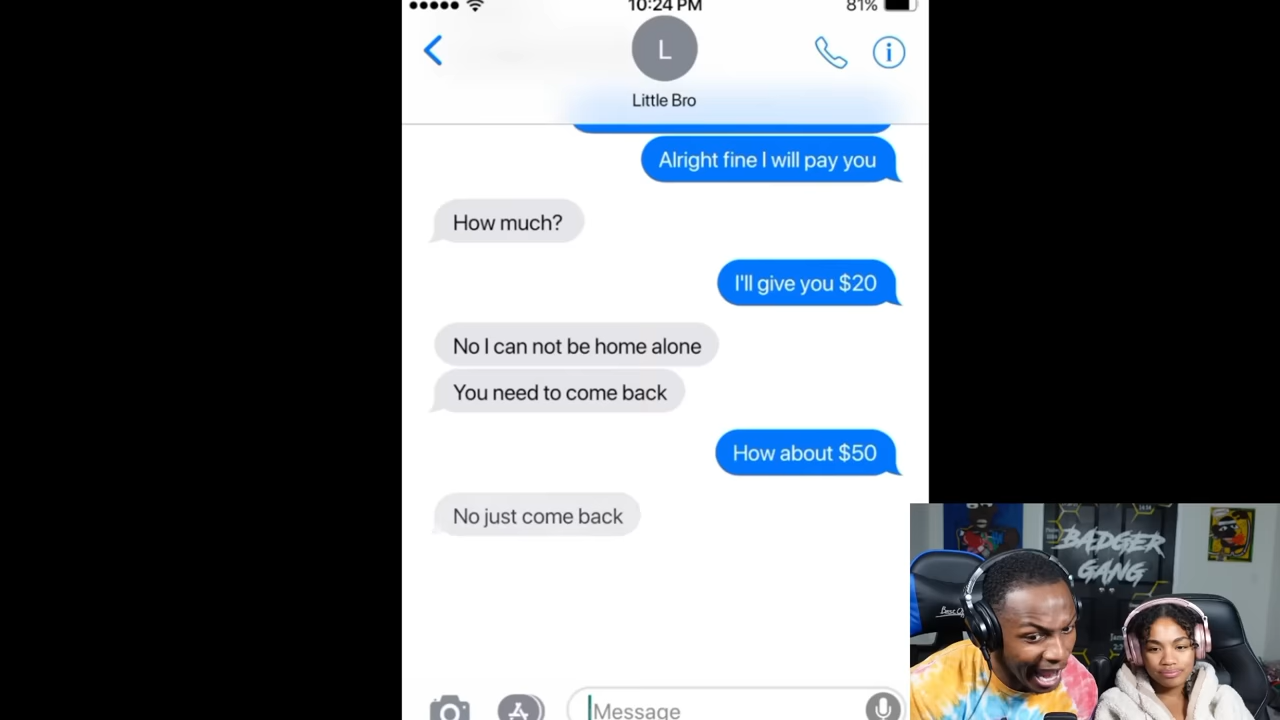 10:24 PM
81%
L
Little Bro
Alright fine I will pay you
How much?
I'll give you $20
No I can not be home alone
You need to come back
How about $50
No just come back
Message
BADGER
GANG